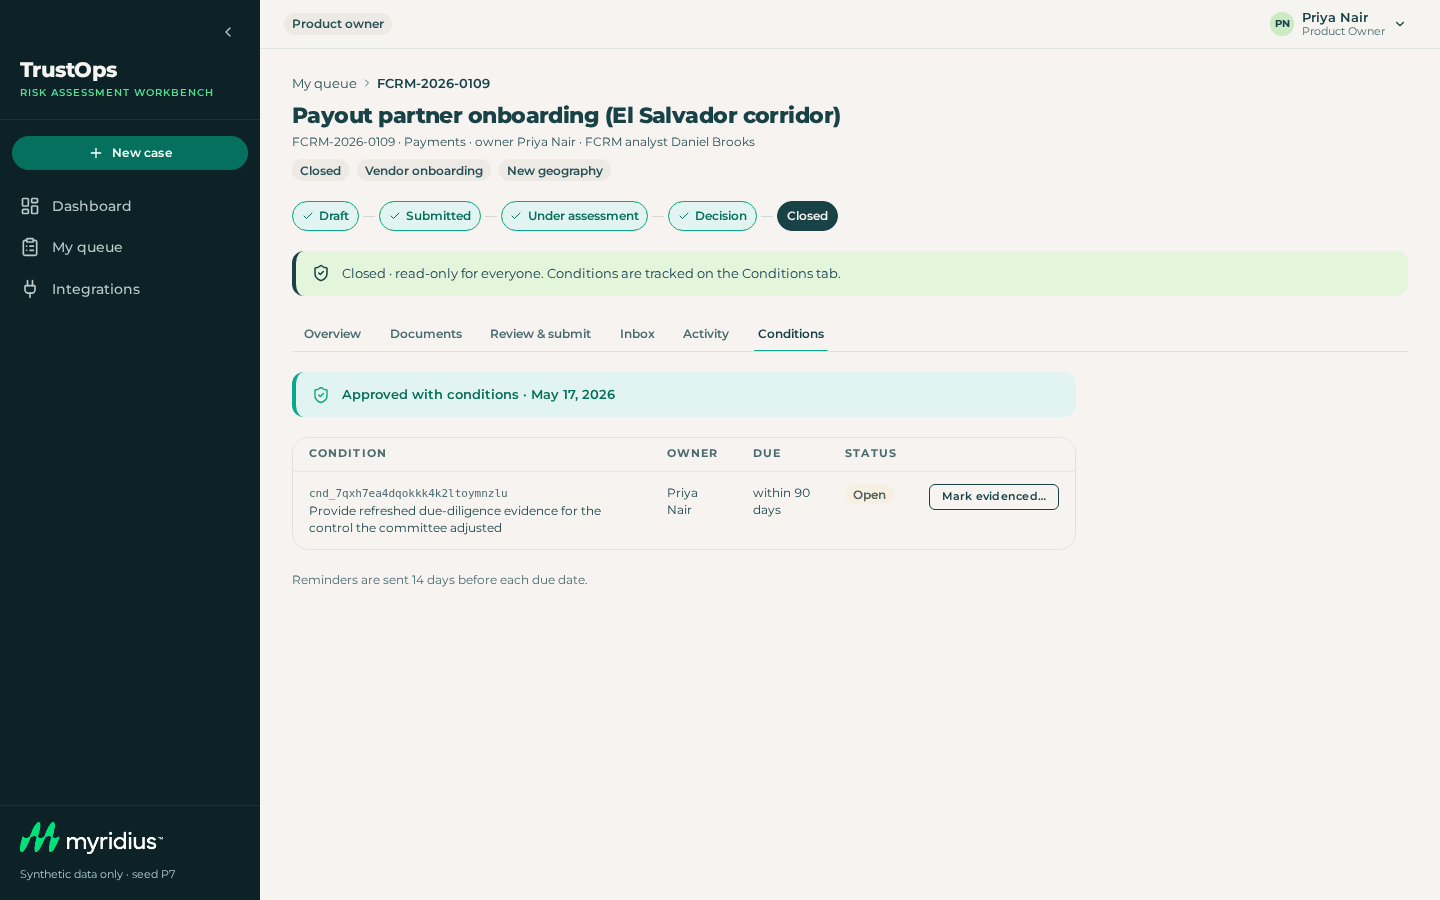 Product owner
PN
Priya Nair
Product Owner
TrustOps
RISK ASSESSMENT WORKBENCH
New case
Dashboard
My queue
Integrations
My queue > FCRM-2026-0109
Payout partner onboarding (El Salvador corridor)
FCRM-2026-0109 · Payments · owner Priya Nair · FCRM analyst Daniel Brooks
Closed Vendor onboarding New geography
Draft Submitted Under assessment Decision Closed
Closed · read-only for everyone. Conditions are tracked on the Conditions tab.
Overview Documents Review & submit Inbox Activity Conditions
Approved with conditions · May 17, 2026
CONDITION OWNER DUE STATUS
cnd_7qxh7ea4dqokkk4k2ltoymnzlu
Provide refreshed due-diligence evidence for the
control the committee adjusted
Priya
Nair
within 90
days
Open
Mark evidenced…
Reminders are sent 14 days before each due date.
myridius™
Synthetic data only · seed P7